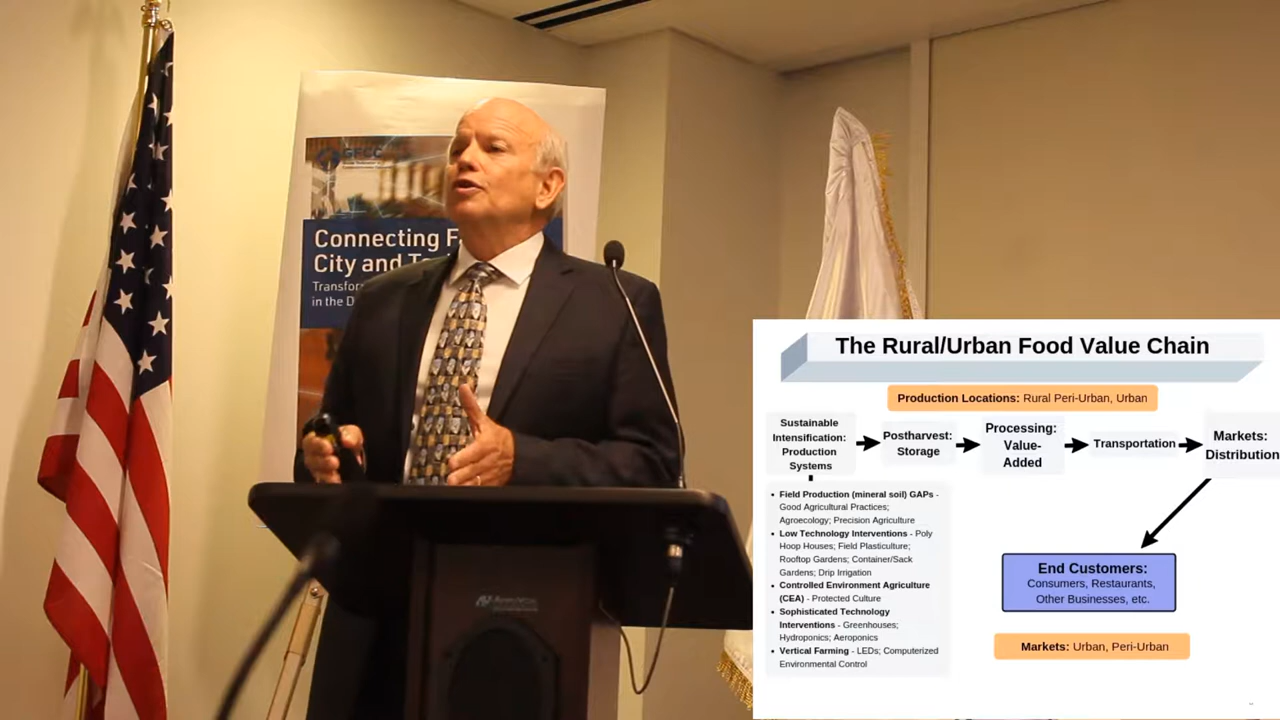 GFCC
Connecting F
City and Te
Transfor
in the D
The Rural/Urban Food Value Chain
Production Locations: Rural Peri-Urban, Urban
Sustainable
Intensification:
Production
Systems
Postharvest:
Storage
Processing:
Value-
Added
Transportation
Markets:
Distribution
• Field Production (mineral soil) GAPs -
Good Agricultural Practices;
Agroecology; Precision Agriculture
• Low Technology Interventions - Poly
Hoop Houses; Field Plasticulture;
Rooftop Gardens; Container/Sack
Gardens; Drip Irrigation
• Controlled Environment Agriculture
(CEA) - Protected Culture
• Sophisticated Technology
Interventions - Greenhouses;
Hydroponics; Aeroponics
• Vertical Farming - LEDs; Computerized
Environmental Control
End Customers:
Consumers, Restaurants,
Other Businesses, etc.
Markets: Urban, Peri-Urban